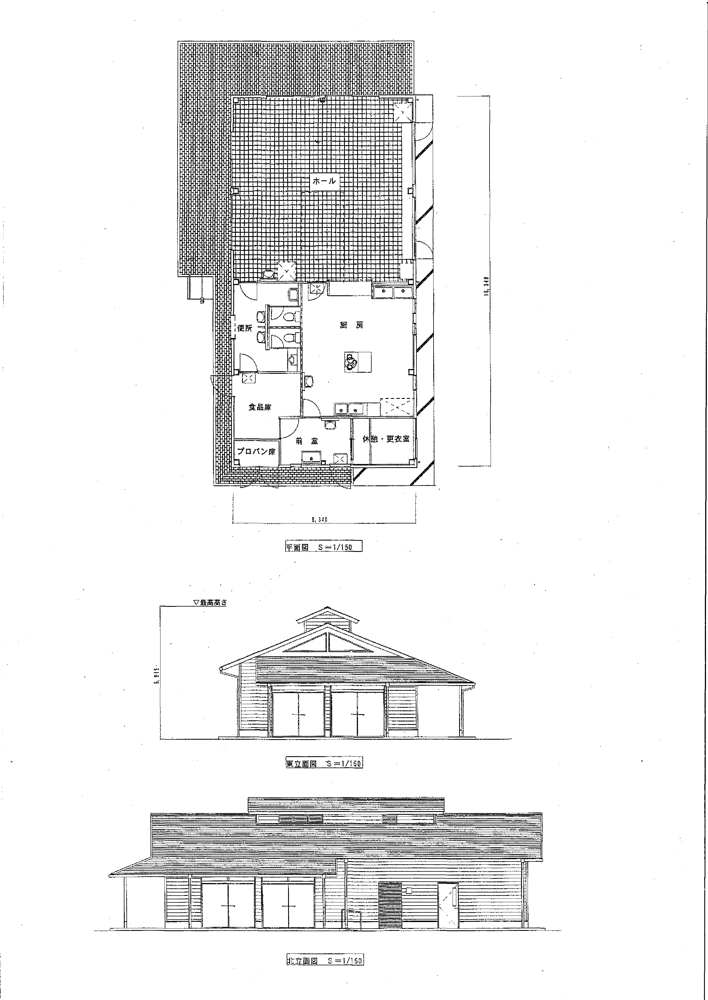 ホール
16,340
便所
厨 房
食品庫
前 室
休憩・更衣室
プロパン庫
8,340
平面図 S=1/150
▽最高高さ
5,915
東立面図 S=1/150
北立面図 S=1/150